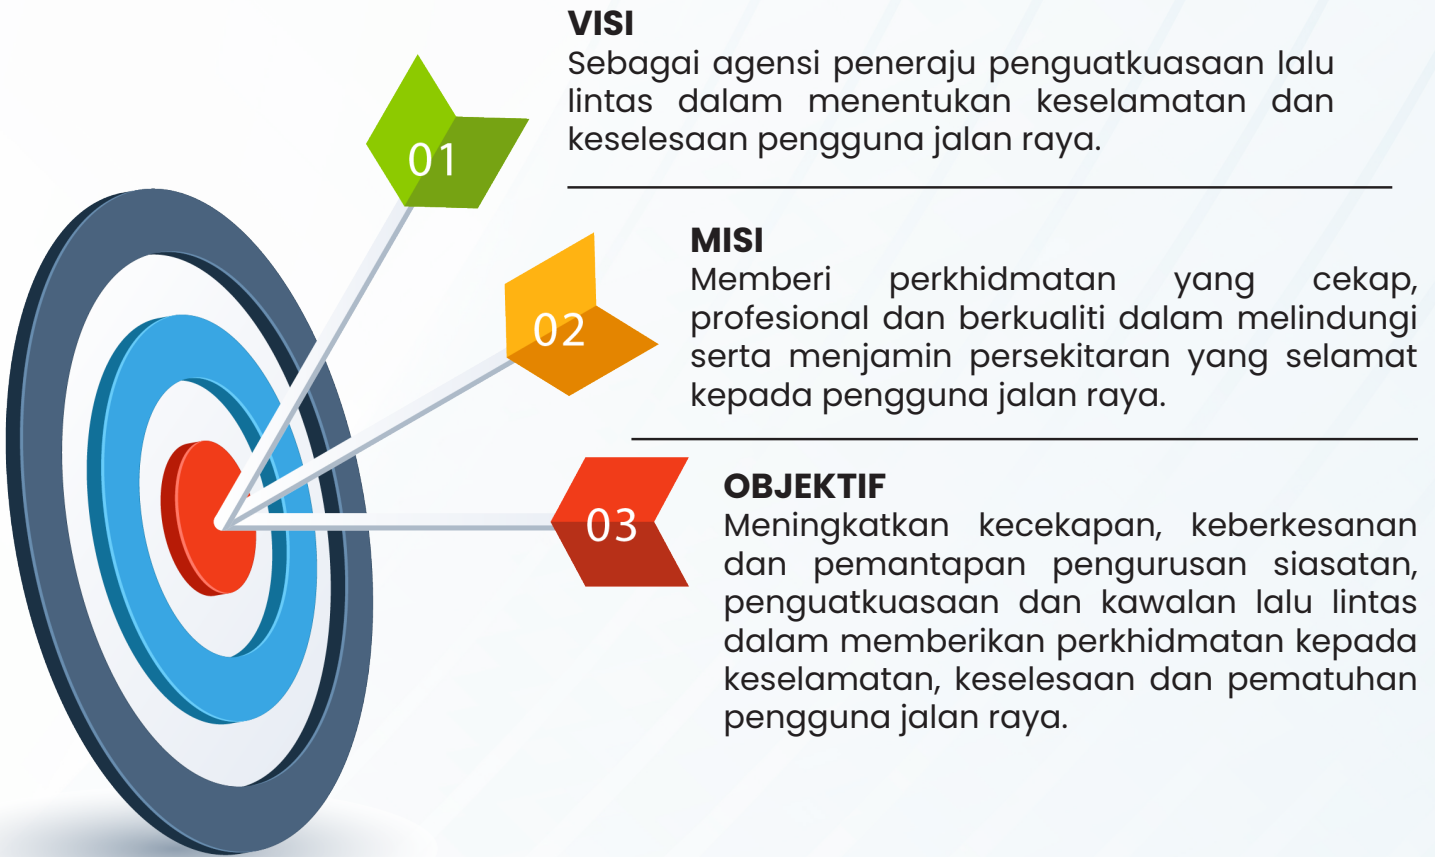 VISI
Sebagai agensi peneraju penguatkuasaan lalu
lintas dalam menentukan keselamatan dan
keselesaan pengguna jalan raya.
01
MISI
Memberi perkhidmatan yang cekap,
profesional dan berkualiti dalam melindungi
serta menjamin persekitaran yang selamat
kepada pengguna jalan raya.
02
OBJEKTIF
Meningkatkan kecekapan, keberkesanan
dan pemantapan pengurusan siasatan,
penguatkuasaan dan kawalan lalu lintas
dalam memberikan perkhidmatan kepada
keselamatan, keselesaan dan pematuhan
pengguna jalan raya.
03